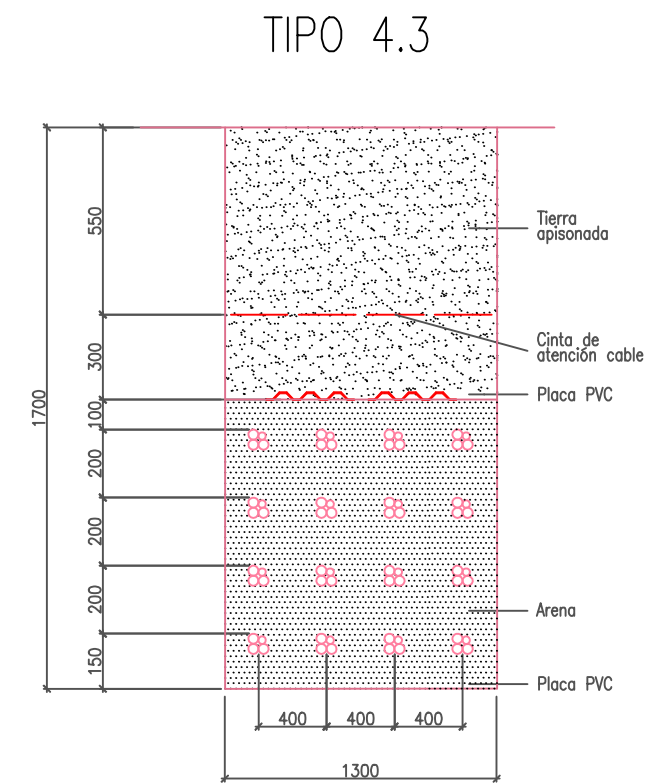 TIPO 4.3
550
Tierra
apisonada
300
Cinta de
atención cable
1700
100
Placa PVC
200
200
200
Arena
150
Placa PVC
400 400 400
1300